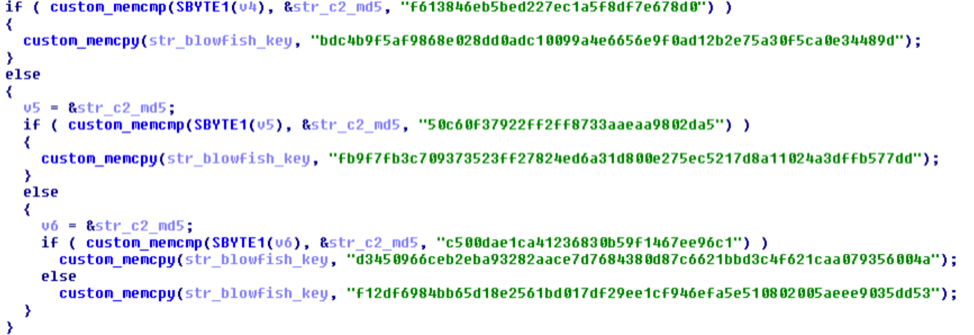 if ( custom_memcmp(SBYTE1(v4), &str_c2_md5, "f613846eb5bed227ec1a5f8df7e678d0") )
{
custom_memcpy(str_blowfish_key, "bdc4b9f5af9868e028dd0adc10099a4e6656e9f0ad12b2e75a30f5ca0e34489d");
}
else
{
v5 = &str_c2_md5;
if ( custom_memcmp(SBYTE1(v5), &str_c2_md5, "50c60f37922ff2ff8733aaeaa9802da5") )
{
custom_memcpy(str_blowfish_key, "fb9f7fb3c709373523ff27824ed6a31d800e275ec5217d8a11024a3dffb577dd");
}
else
{
v6 = &str_c2_md5;
if ( custom_memcmp(SBYTE1(v6), &str_c2_md5, "c500dae1ca41236830b59f1467ee96c1") )
custom_memcpy(str_blowfish_key, "d3450966ceb2eba93282aace7d7684380d87c6621bbd3c4f621caa079356004a");
else
custom_memcpy(str_blowfish_key, "f12df6984bb65d18e2561bd017df29ee1cf946efa5e510802005aeee9035dd53");
}
}